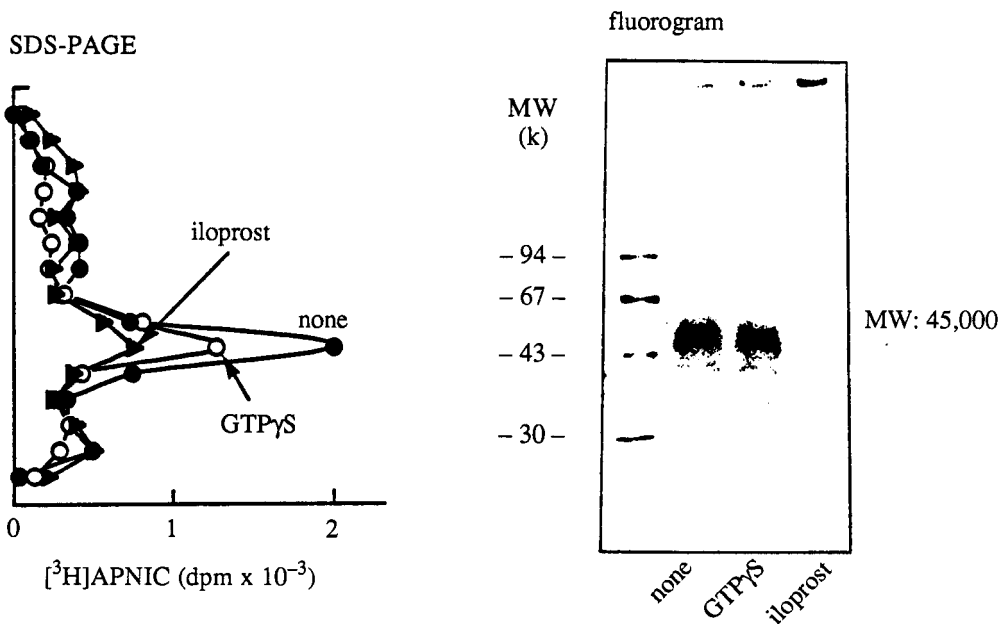 SDS-PAGE
iloprost
none
GTPγS
0
1
2
[³H]APNIC (dpm x 10⁻³)
fluorogram
MW
(k)
– 94 –
– 67 –
– 43 –
– 30 –
MW: 45,000
none
GTPγS
iloprost